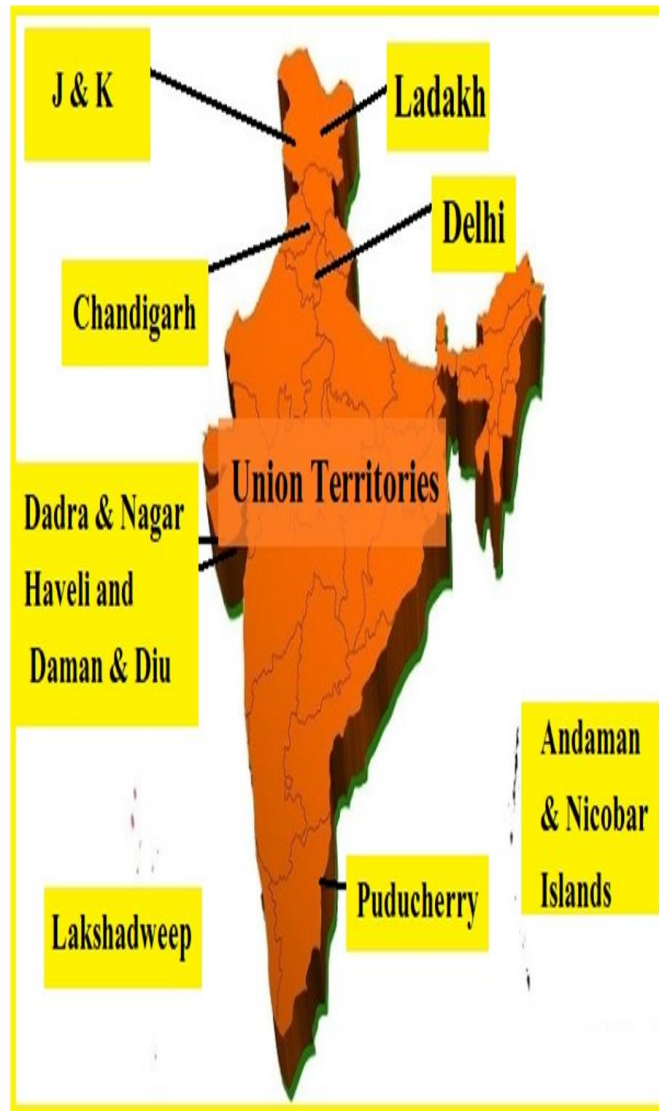 J & K
Ladakh
Delhi
Chandigarh
Union Territories
Dadra & Nagar
Haveli and
Daman & Diu
Andaman
& Nicobar
Islands
Puducherry
Lakshadweep